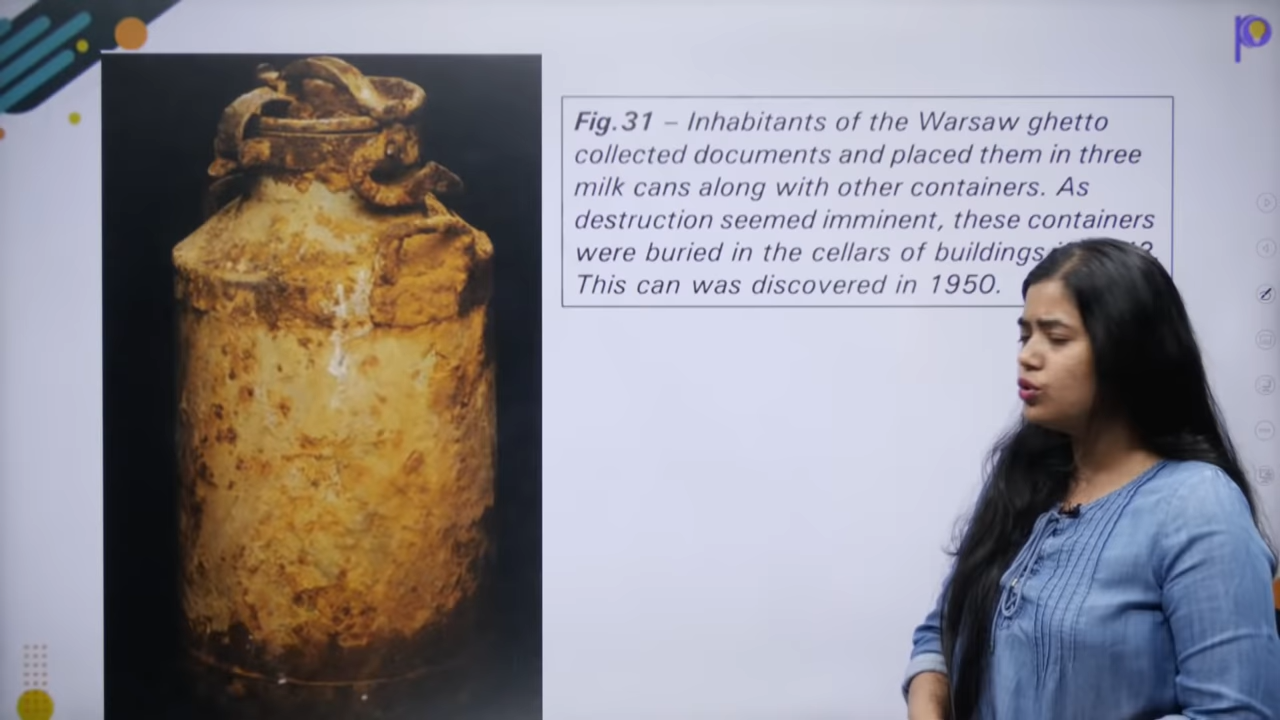 Fig.31 – Inhabitants of the Warsaw ghetto
collected documents and placed them in three
milk cans along with other containers. As
destruction seemed imminent, these containers
were buried in the cellars of buildings
This can was discovered in 1950.